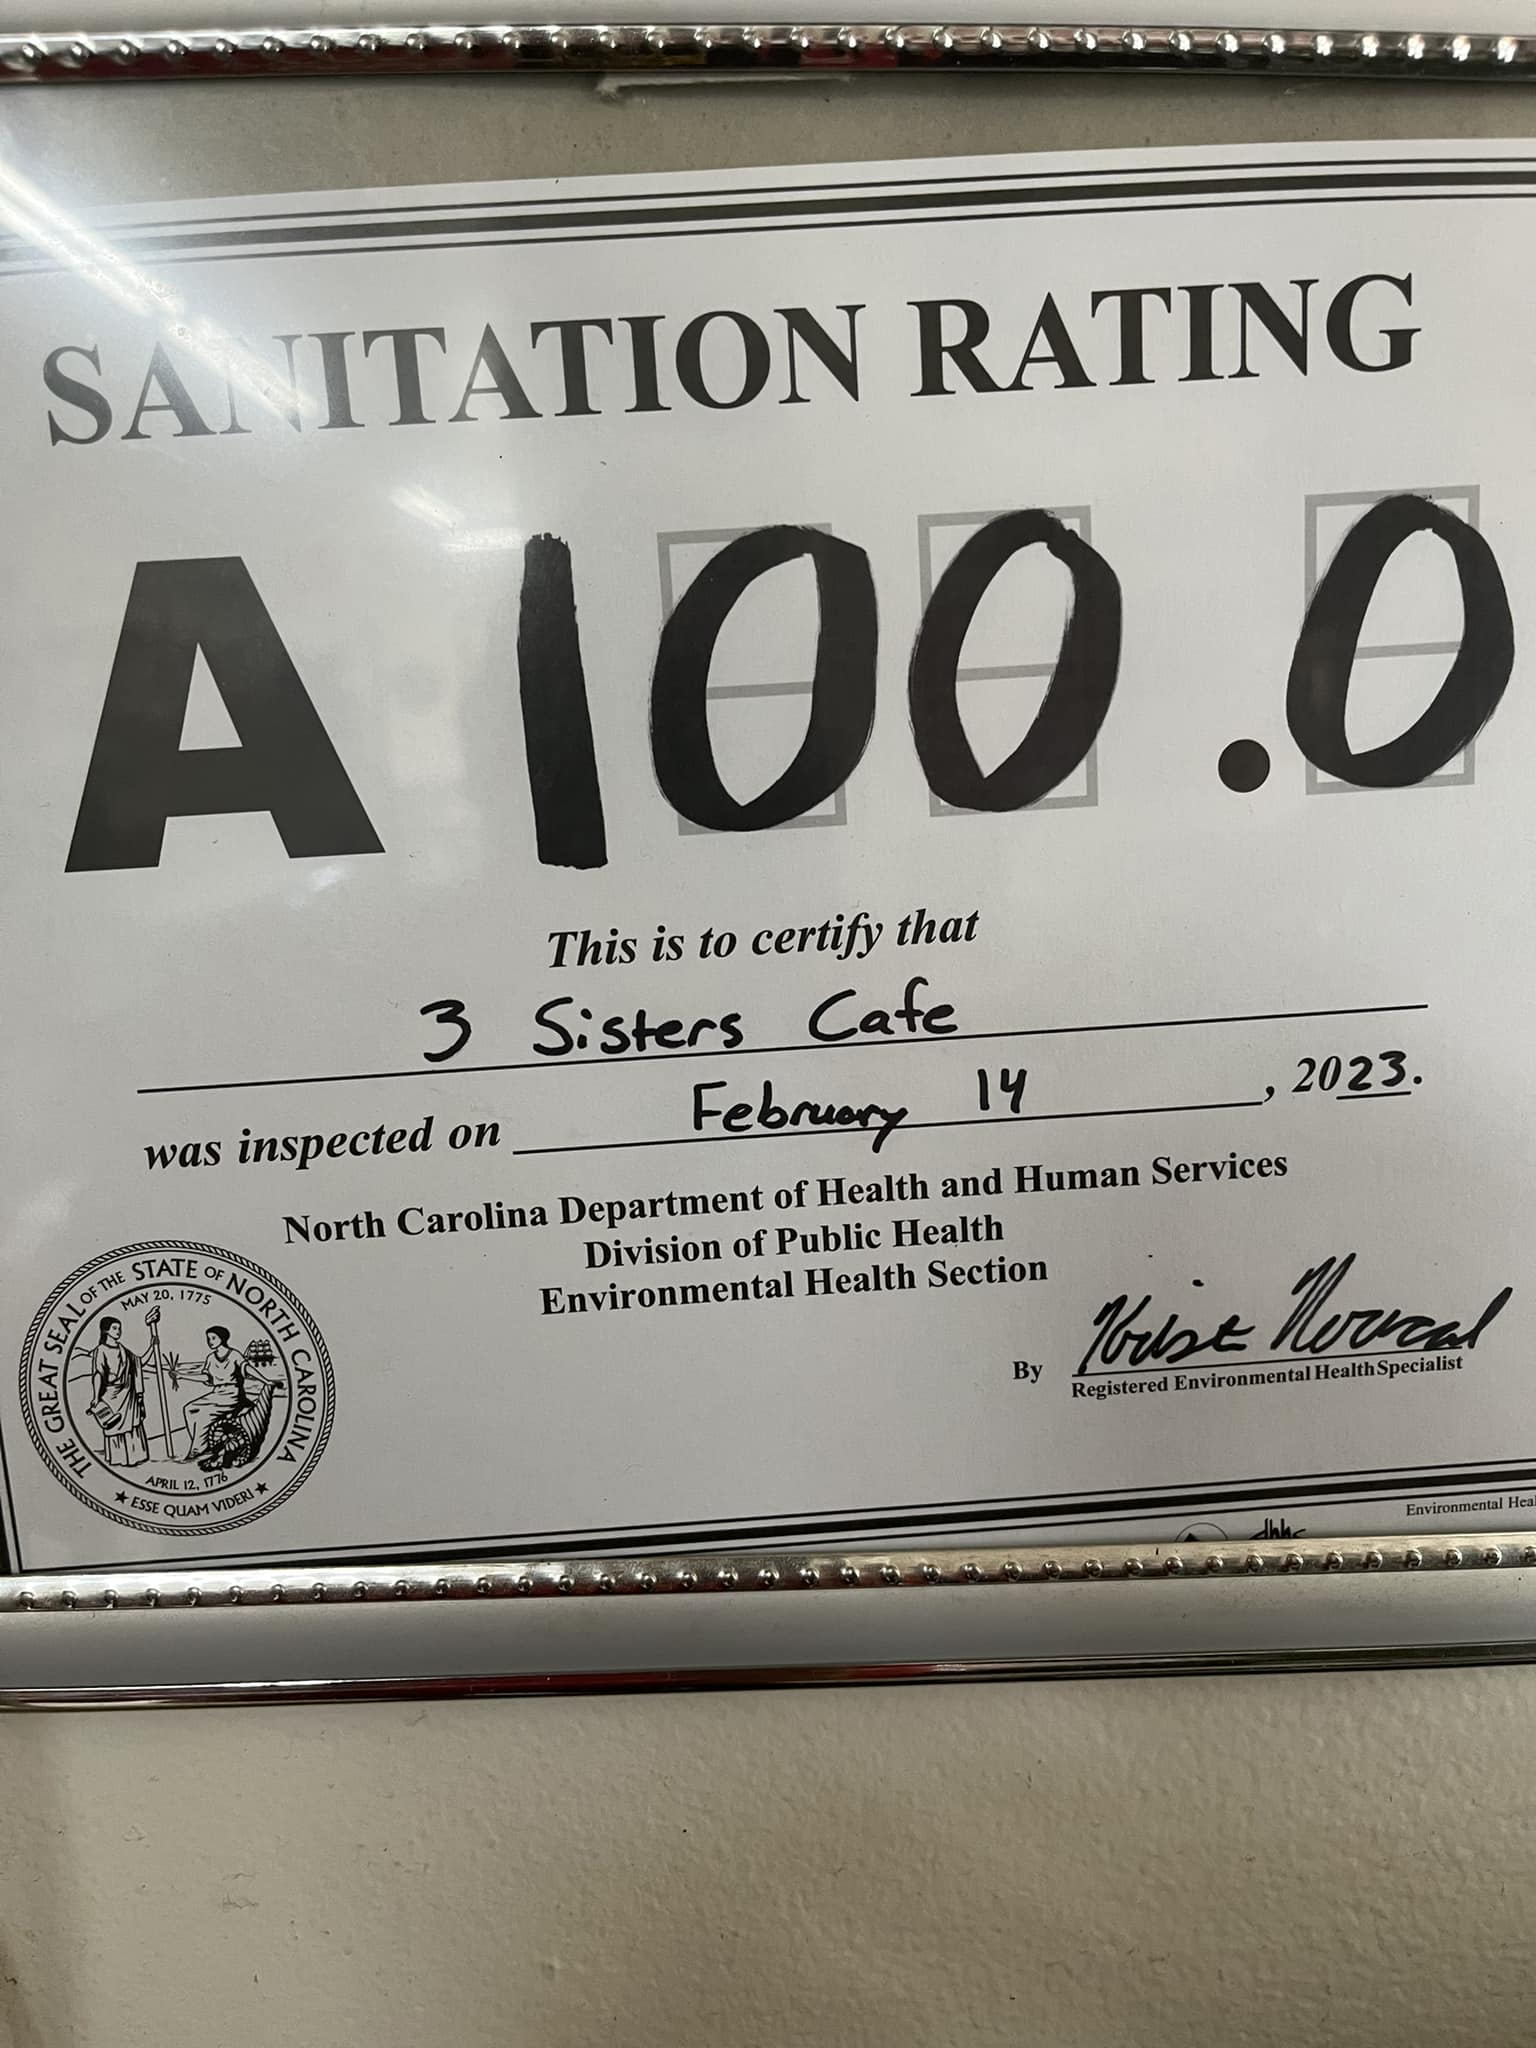 SANITATION RATING
A 100.0
This is to certify that
3 Sisters Cafe
was inspected on February 14, 2023.
North Carolina Department of Health and Human Services
Division of Public Health
Environmental Health Section
By
Registered Environmental Health Specialist
THE GREAT SEAL OF THE STATE OF NORTH CAROLINA
MAY 20, 1775
APRIL 12, 1776
★ ESSE QUAM VIDERI ★
Environmental
dhhs